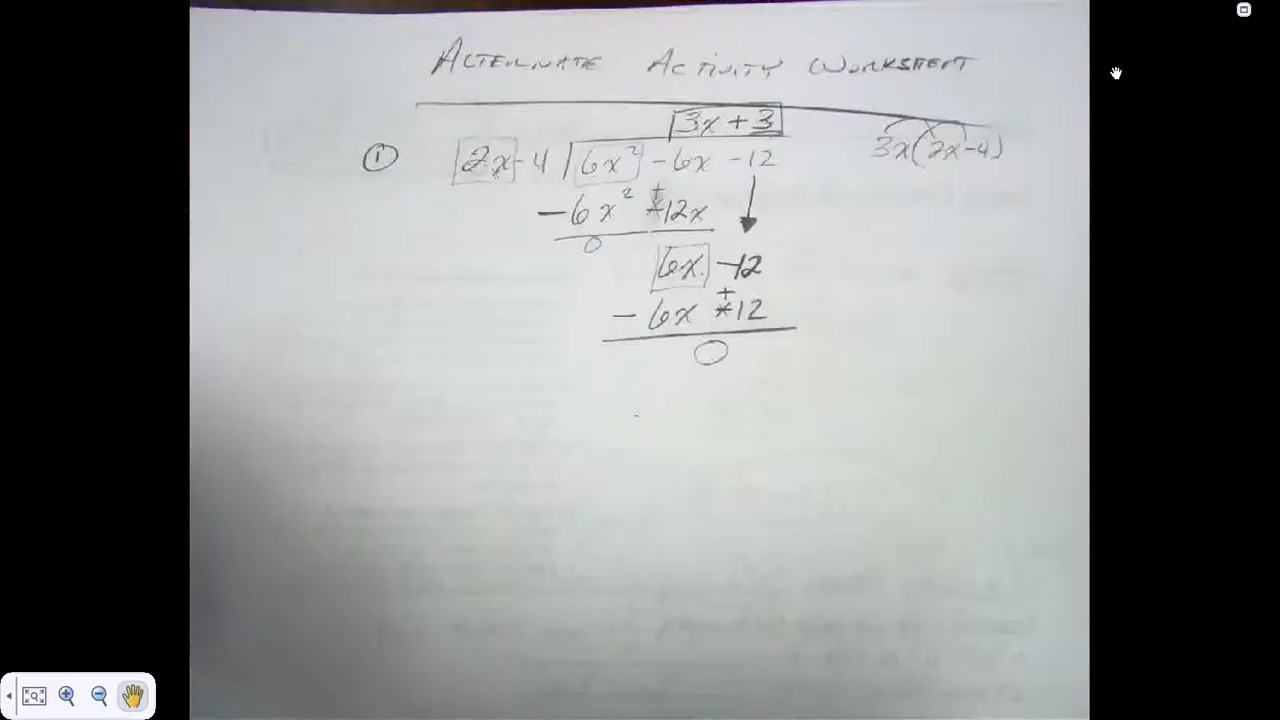 ALTERNATE ACTIVITY WORKSHEET
3x + 3
① 2x - 4 | 6x² - 6x - 12
3x(2x-4)
- 6x² + 12x
0
6x - 12
- 6x + 12
0